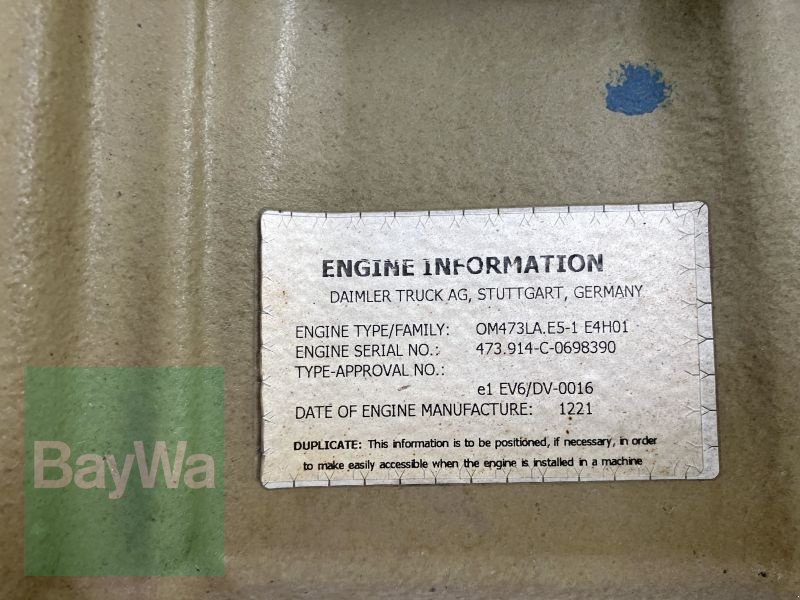 ENGINE INFORMATION
DAIMLER TRUCK AG, STUTTGART, GERMANY
ENGINE TYPE/FAMILY: OM473LA.E5-1 E4H01
ENGINE SERIAL NO.: 473.914-C-0698390
TYPE-APPROVAL NO.:
e1 EV6/DV-0016
DATE OF ENGINE MANUFACTURE: 1221
DUPLICATE: This information is to be positioned, if necessary, in order
to make easily accessible when the engine is installed in a machine
BayWa